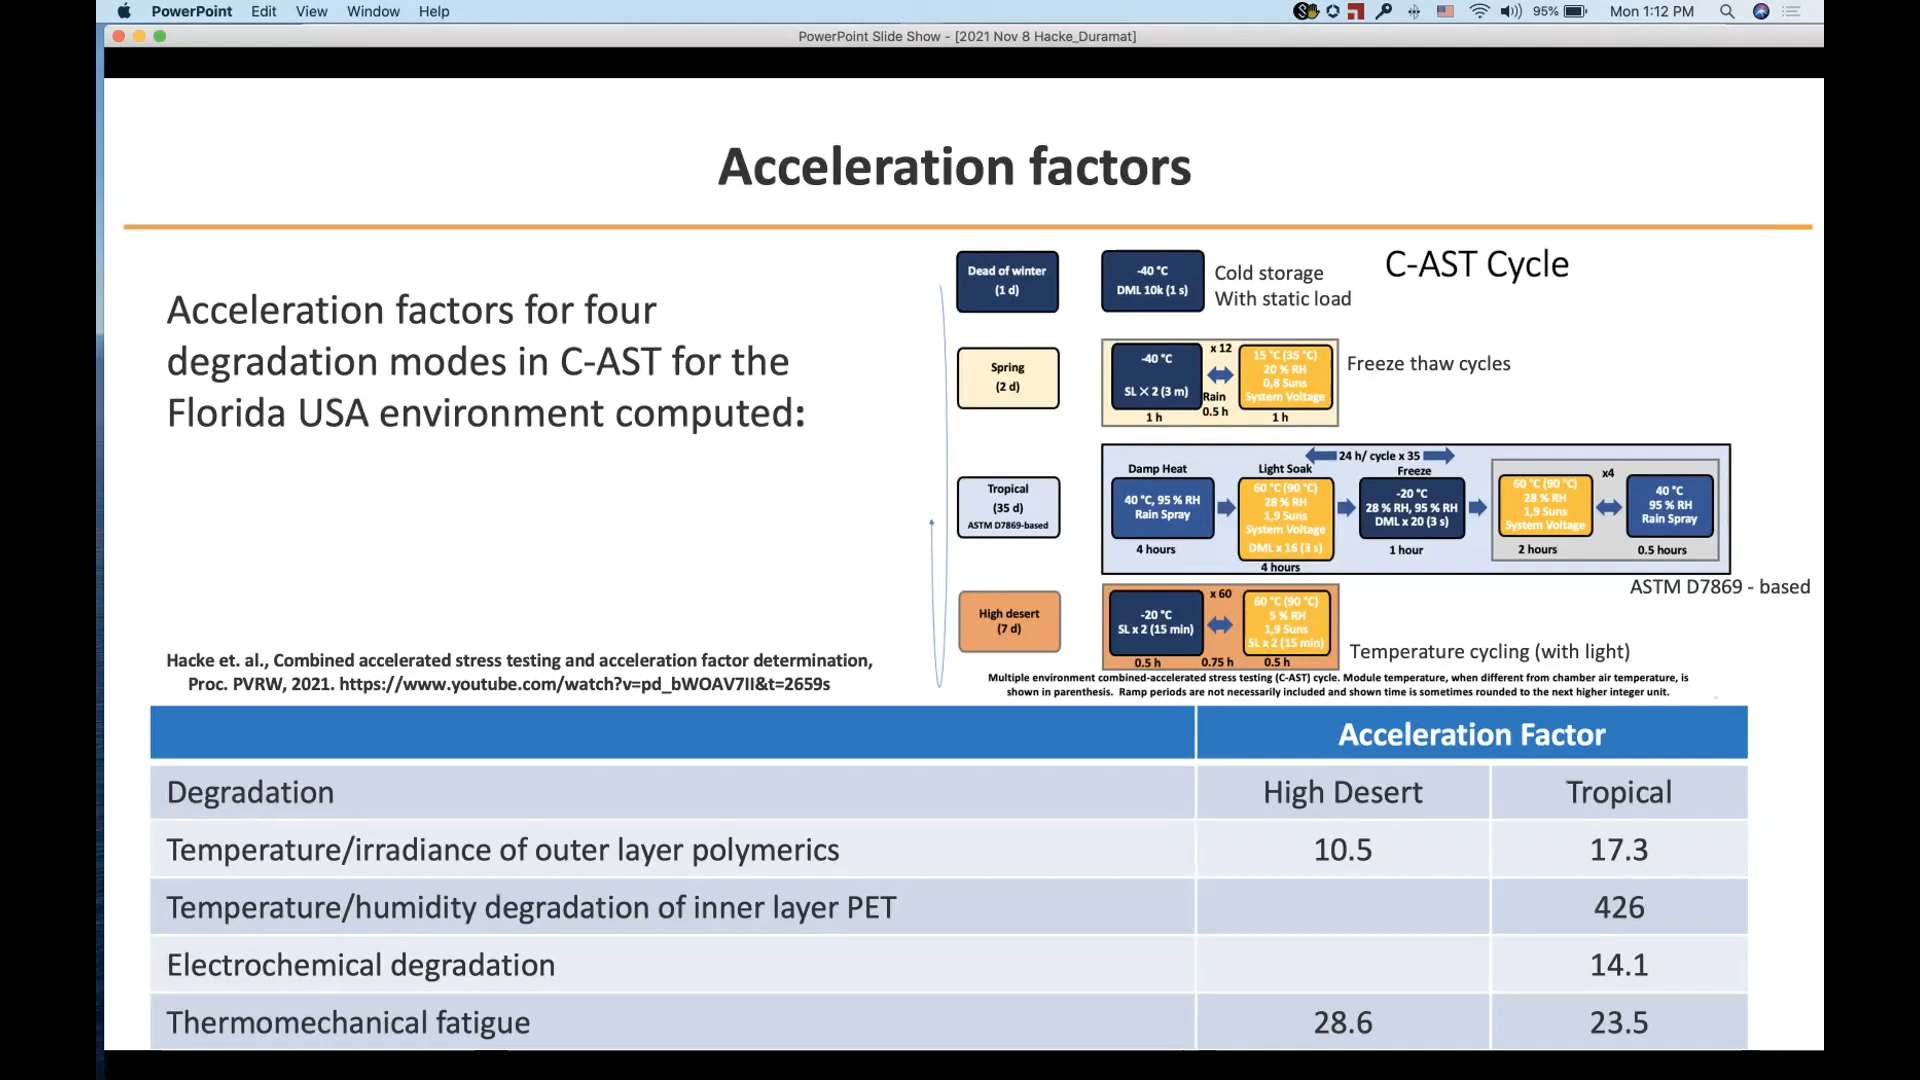 PowerPoint Edit View Window Help 95% Mon 1:12 PM
PowerPoint Slide Show - [2021 Nov 8 Hacke_Duramat]
Acceleration factors
Acceleration factors for four
degradation modes in C-AST for the
Florida USA environment computed:
Hacke et. al., Combined accelerated stress testing and acceleration factor determination,
Proc. PVRW, 2021. https://www.youtube.com/watch?v=pd_bWOAV7II&t=2659s
C-AST Cycle
Dead of winter
(1 d)
-40 °C
DML 10k (1 s)
Cold storage
With static load
Spring
(2 d)
-40 °C
SL X 2 (3 m)
1 h
x 12
Rain
0.5 h
15 °C (35 °C)
20 % RH
0,8 Suns
System Voltage
1 h
Freeze thaw cycles
Tropical
(35 d)
ASTM D7869-based
24 h/ cycle x 35
Damp Heat
40 °C, 95 % RH
Rain Spray
4 hours
Light Soak
60 °C (90 °C)
28 % RH
1,9 Suns
System Voltage
DML x 16 (3 s)
4 hours
Freeze
-20 °C
28 % RH, 95 % RH
DML x 20 (3 s)
1 hour
60 °C (90 °C)
28 % RH
1,9 Suns
System Voltage
2 hours
x4
40 °C
95 % RH
Rain Spray
0.5 hours
ASTM D7869 - based
High desert
(7 d)
-20 °C
SL x 2 (15 min)
0.5 h
x 60
0.75 h
60 °C (90 °C)
5 % RH
1,9 Suns
SL x 2 (15 min)
0.5 h
Temperature cycling (with light)
Multiple environment combined-accelerated stress testing (C-AST) cycle. Module temperature, when different from chamber air temperature, is
shown in parenthesis. Ramp periods are not necessarily included and shown time is sometimes rounded to the next higher integer unit.
Acceleration Factor
Degradation High Desert Tropical
Temperature/irradiance of outer layer polymerics 10.5 17.3
Temperature/humidity degradation of inner layer PET 426
Electrochemical degradation 14.1
Thermomechanical fatigue 28.6 23.5